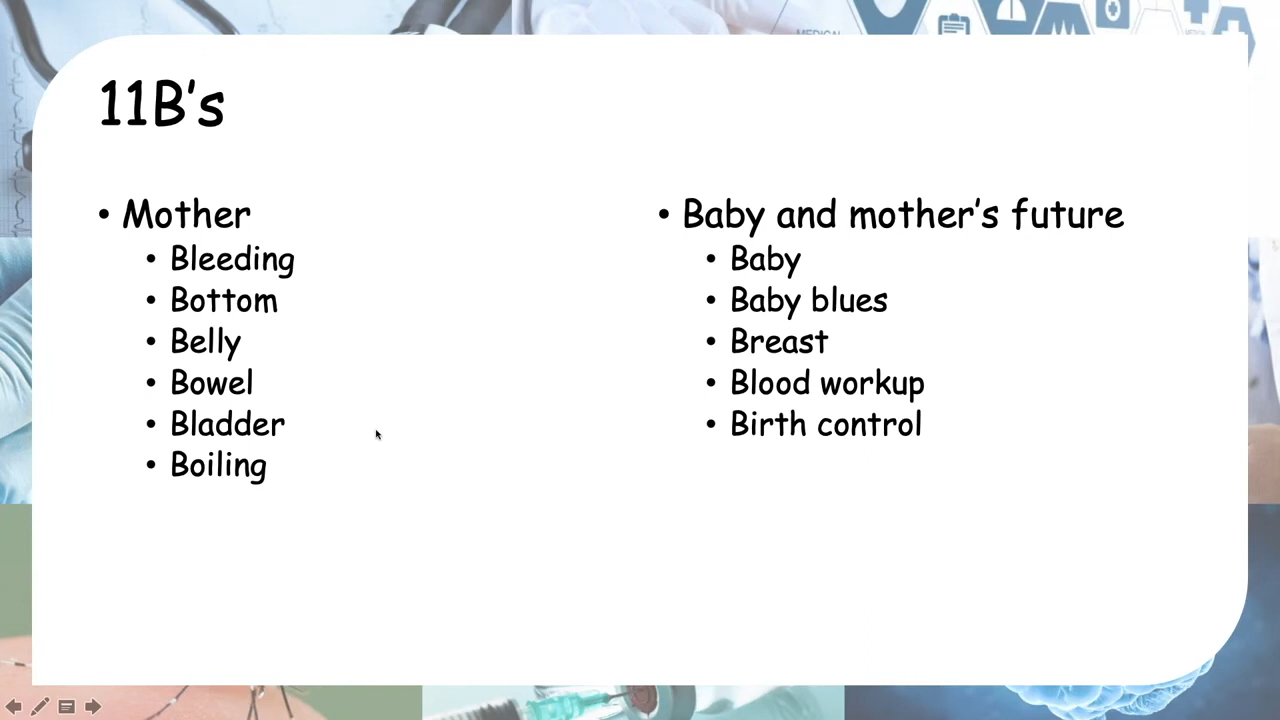 MEDICAL
11B's
• Mother
• Bleeding
• Bottom
• Belly
• Bowel
• Bladder
• Boiling
• Baby and mother's future
• Baby
• Baby blues
• Breast
• Blood workup
• Birth control